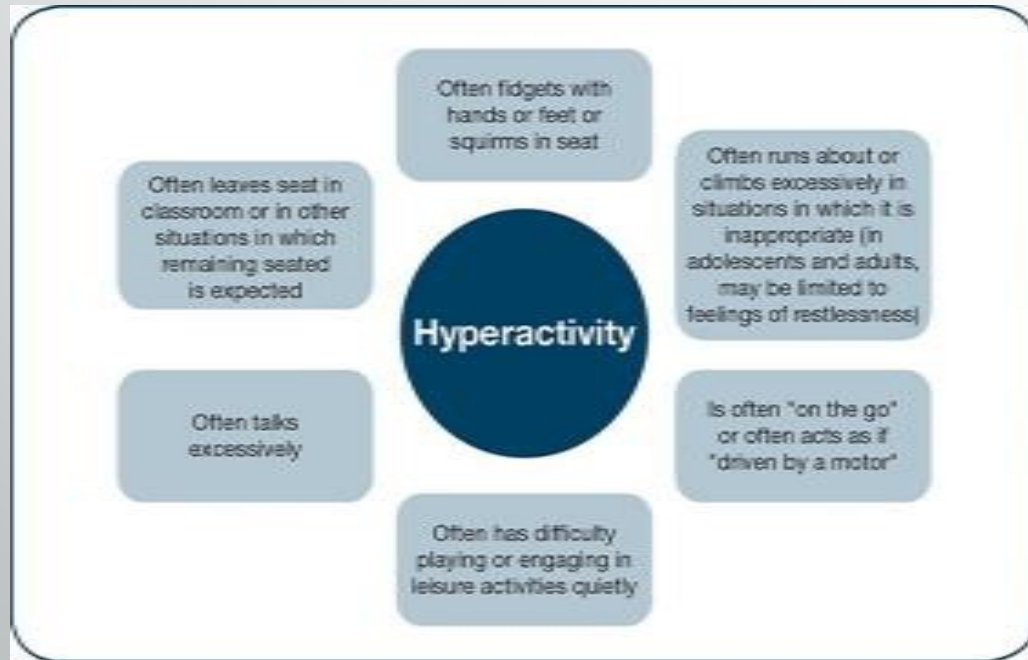 Often fidgets with
hands or feet or
squirms in seat
Often runs about or
climbs excessively in
situations in which it is
inappropriate (in
adolescents and adults,
may be limited to
feelings of restlessness)
Is often "on the go"
or often acts as if
"driven by a motor"
Often has difficulty
playing or engaging in
leisure activities quietly
Often talks
excessively
Often leaves seat in
classroom or in other
situations in which
remaining seated
is expected
Hyperactivity